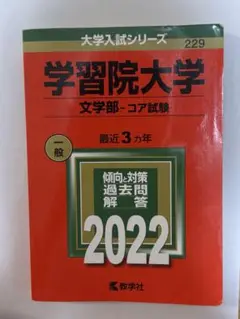 大学入試シリーズ
229
学習院大学
文学部-コア試験
一般
最近3カ年
傾向と対策
過去問
解答
2022
教学社